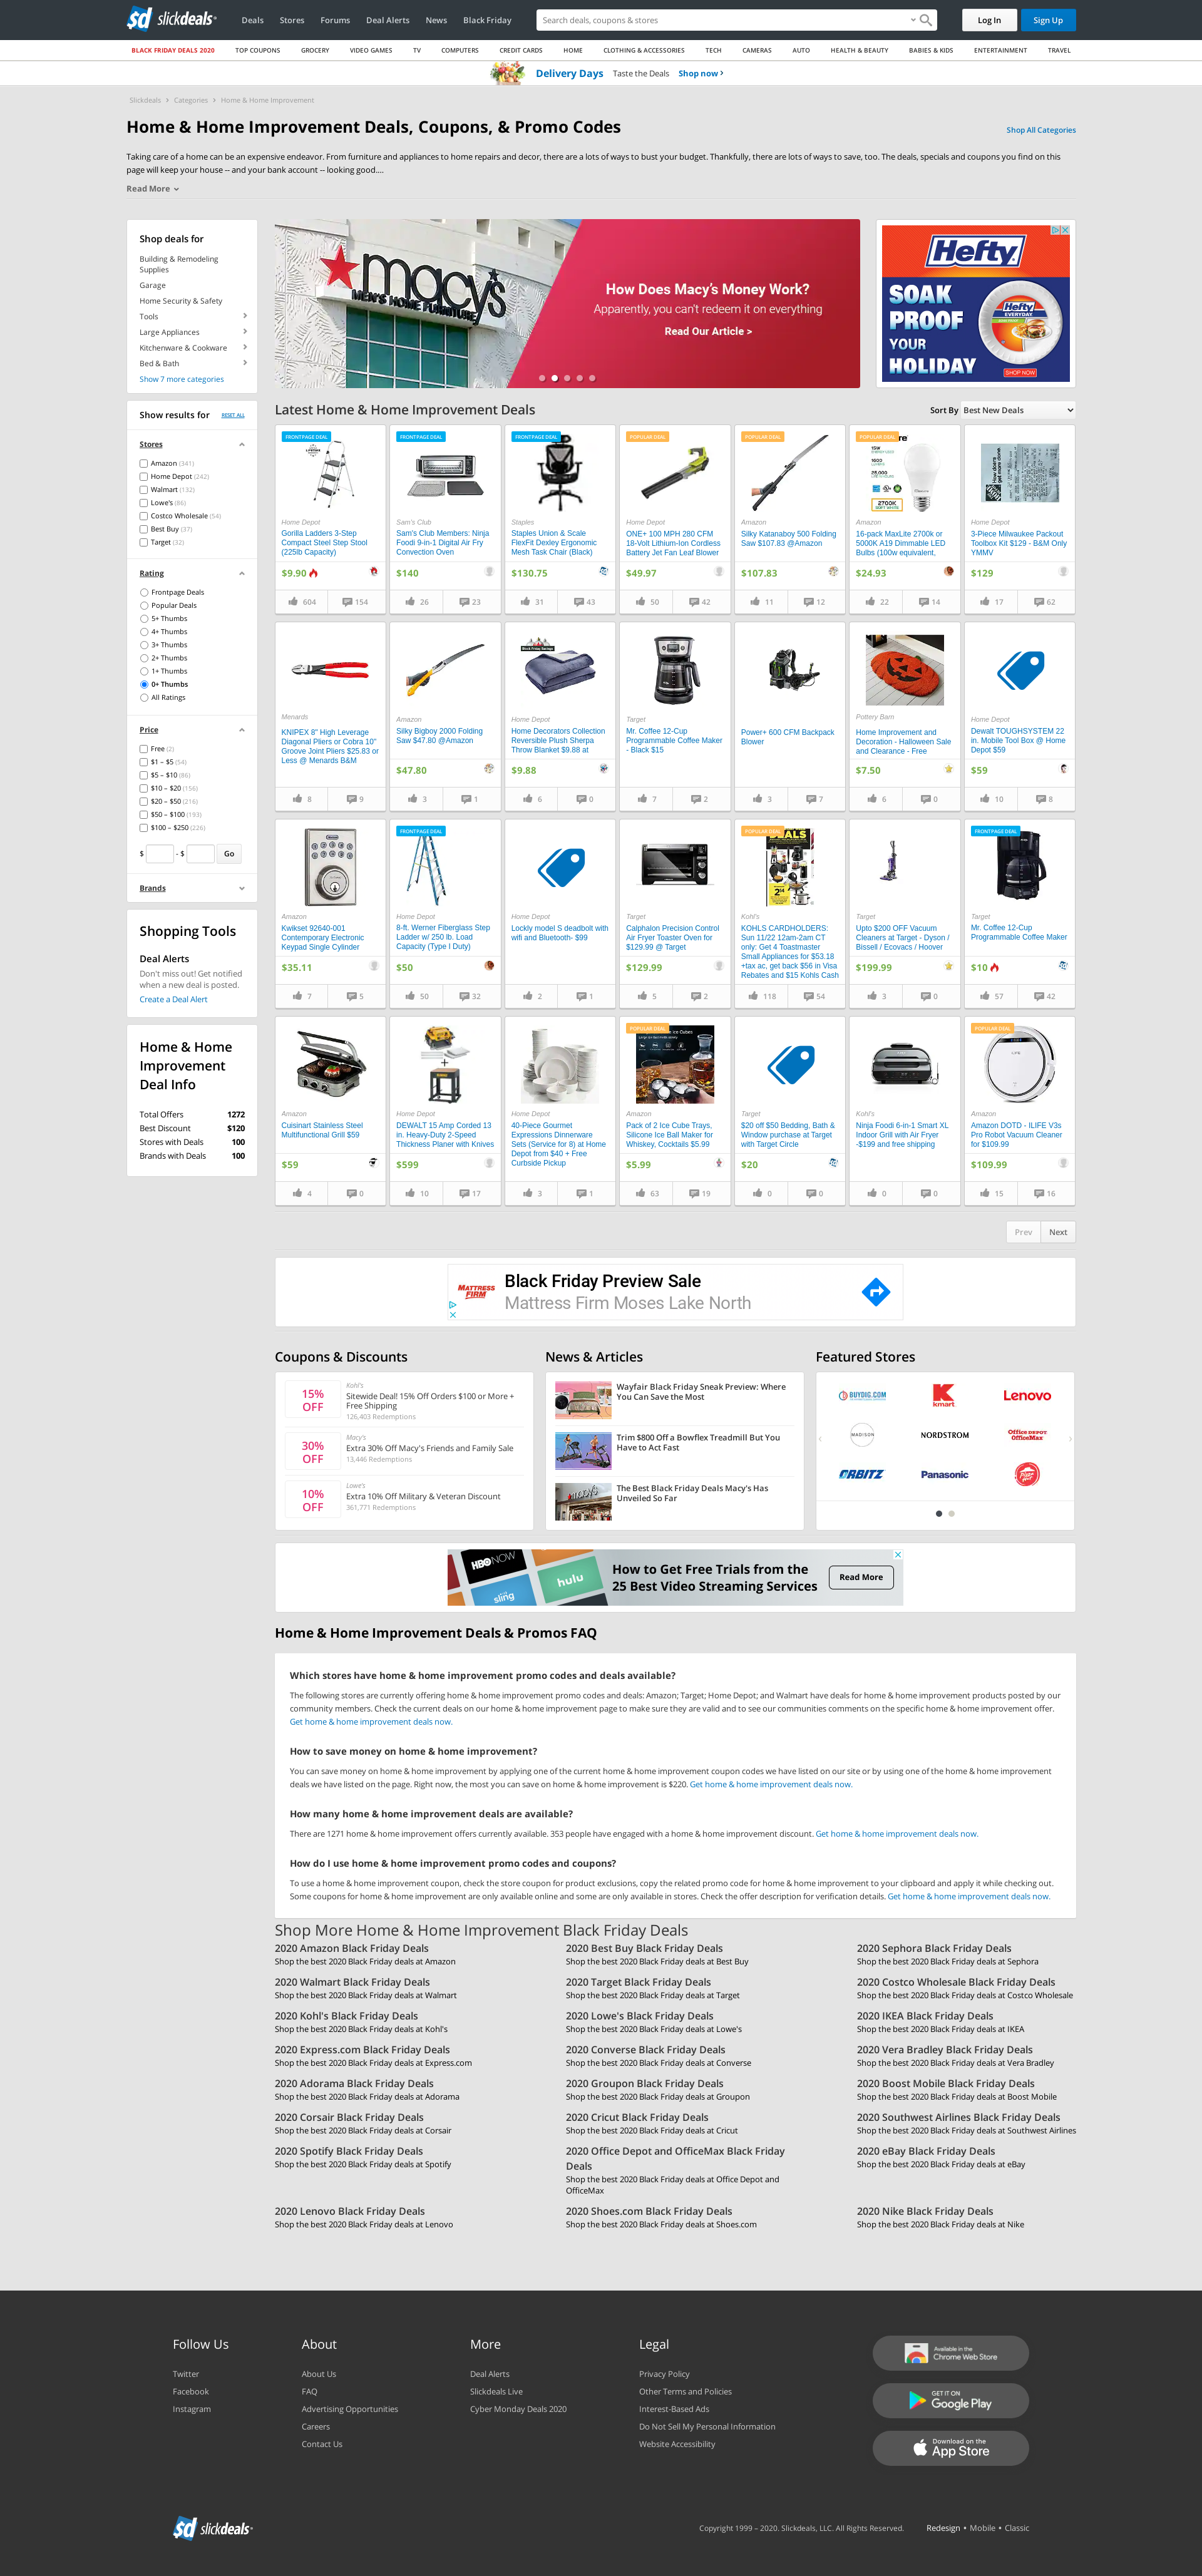 sd slickdeals
Deals Stores Forums Deal Alerts News Black Friday
Search deals, coupons & stores
Log In Sign Up
BLACK FRIDAY DEALS 2020 TOP COUPONS GROCERY VIDEO GAMES TV COMPUTERS CREDIT CARDS HOME CLOTHING & ACCESSORIES TECH CAMERAS AUTO HEALTH & BEAUTY BABIES & KIDS ENTERTAINMENT TRAVEL
Delivery Days Taste the Deals Shop now ›
Slickdeals › Categories › Home & Home Improvement
Home & Home Improvement Deals, Coupons, & Promo Codes
Shop All Categories
Taking care of a home can be an expensive endeavor. From furniture and appliances to home repairs and decor, there are a lots of ways to bust your budget. Thankfully, there are lots of ways to save, too. The deals, specials and coupons you find on this
page will keep your house -- and your bank account -- looking good....
Read More
Shop deals for
Building & Remodeling
Supplies
Garage
Home Security & Safety
Tools
Large Appliances
Kitchenware & Cookware
Bed & Bath
Show 7 more categories
macy's
MEN'S HOME FURNITURE
How Does Macy's Money Work?
Apparently, you can't redeem it on everything
Read Our Article >
Hefty
SOAK
PROOF
YOUR
HOLIDAY
Hefty
EVERYDAY
SHOP NOW
Show results for RESET ALL
Stores
Amazon (341)
Home Depot (242)
Walmart (132)
Lowe's (86)
Costco Wholesale (54)
Best Buy (37)
Target (32)
Rating
Frontpage Deals
Popular Deals
5+ Thumbs
4+ Thumbs
3+ Thumbs
2+ Thumbs
1+ Thumbs
0+ Thumbs
All Ratings
Price
Free (2)
$1 – $5 (54)
$5 – $10 (86)
$10 – $20 (156)
$20 – $50 (216)
$50 – $100 (193)
$100 – $250 (226)
$ - $ Go
Brands
Shopping Tools
Deal Alerts
Don't miss out! Get notified
when a new deal is posted.
Create a Deal Alert
Home & Home
Improvement
Deal Info
Total Offers 1272
Best Discount $120
Stores with Deals 100
Brands with Deals 100
Latest Home & Home Improvement Deals
Sort By Best New Deals
FRONTPAGE DEAL
Home Depot
Gorilla Ladders 3-Step
Compact Steel Step Stool
(225lb Capacity)
$9.90
604 154
FRONTPAGE DEAL
Sam's Club
Sam's Club Members: Ninja
Foodi 9-in-1 Digital Air Fry
Convection Oven
$140
26 23
FRONTPAGE DEAL
Staples
Staples Union & Scale
FlexFit Dexley Ergonomic
Mesh Task Chair (Black)
$130.75
31 43
POPULAR DEAL
Home Depot
ONE+ 100 MPH 280 CFM
18-Volt Lithium-Ion Cordless
Battery Jet Fan Leaf Blower
$49.97
50 42
POPULAR DEAL
Amazon
Silky Katanaboy 500 Folding
Saw $107.83 @Amazon
$107.83
11 12
POPULAR DEAL
15W
1600
25,000
2700K
SOFT WHITE
Amazon
16-pack MaxLite 2700k or
5000K A19 Dimmable LED
Bulbs (100w equivalent,
$24.93
22 14
Home Depot
3-Piece Milwaukee Packout
Toolbox Kit $129 - B&M Only
YMMV
$129
17 62
Menards
KNIPEX 8" High Leverage
Diagonal Pliers or Cobra 10"
Groove Joint Pliers $25.83 or
Less @ Menards B&M
8 9
Amazon
Silky Bigboy 2000 Folding
Saw $47.80 @Amazon
$47.80
3 1
Black Friday Savings
Home Depot
Home Decorators Collection
Reversible Plush Sherpa
Throw Blanket $9.88 at
$9.88
6 0
Target
Mr. Coffee 12-Cup
Programmable Coffee Maker
- Black $15
7 2
Power+ 600 CFM Backpack
Blower
3 7
Pottery Barn
Home Improvement and
Decoration - Halloween Sale
and Clearance - Free
$7.50
6 0
Home Depot
Dewalt TOUGHSYSTEM 22
in. Mobile Tool Box @ Home
Depot $59
$59
10 8
Amazon
Kwikset 92640-001
Contemporary Electronic
Keypad Single Cylinder
$35.11
7 5
FRONTPAGE DEAL
Home Depot
8-ft. Werner Fiberglass Step
Ladder w/ 250 lb. Load
Capacity (Type I Duty)
$50
50 32
Home Depot
Lockly model S deadbolt with
wifi and Bluetooth- $99
2 1
Target
Calphalon Precision Control
Air Fryer Toaster Oven for
$129.99 @ Target
$129.99
5 2
POPULAR DEAL
Kohl's
KOHLS CARDHOLDERS:
Sun 11/22 12am-2am CT
only: Get 4 Toastmaster
Small Appliances for $53.18
+tax ac, get back $56 in Visa
Rebates and $15 Kohls Cash
118 54
Target
Upto $200 OFF Vacuum
Cleaners at Target - Dyson /
Bissell / Ecovacs / Hoover
$199.99
3 0
FRONTPAGE DEAL
Target
Mr. Coffee 12-Cup
Programmable Coffee Maker
$10
57 42
Amazon
Cuisinart Stainless Steel
Multifunctional Grill $59
$59
4 0
Home Depot
DEWALT 15 Amp Corded 13
in. Heavy-Duty 2-Speed
Thickness Planer with Knives
$599
10 17
Home Depot
40-Piece Gourmet
Expressions Dinnerware
Sets (Service for 8) at Home
Depot from $40 + Free
Curbside Pickup
3 1
POPULAR DEAL
Amazon
Pack of 2 Ice Cube Trays,
Silicone Ice Ball Maker for
Whiskey, Cocktails $5.99
$5.99
63 19
Target
$20 off $50 Bedding, Bath &
Window purchase at Target
with Target Circle
$20
0 0
Kohl's
Ninja Foodi 6-in-1 Smart XL
Indoor Grill with Air Fryer
-$199 and free shipping
0 0
POPULAR DEAL
Amazon
Amazon DOTD - ILIFE V3s
Pro Robot Vacuum Cleaner
for $109.99
$109.99
15 16
Prev Next
MATTRESS FIRM
Black Friday Preview Sale
Mattress Firm Moses Lake North
Coupons & Discounts
15% OFF
Kohl's
Sitewide Deal! 15% Off Orders $100 or More +
Free Shipping
126,403 Redemptions
30% OFF
Macy's
Extra 30% Off Macy's Friends and Family Sale
13,446 Redemptions
10% OFF
Lowe's
Extra 10% Off Military & Veteran Discount
361,771 Redemptions
News & Articles
Wayfair Black Friday Sneak Preview: Where
You Can Save the Most
Trim $800 Off a Bowflex Treadmill But You
Have to Act Fast
The Best Black Friday Deals Macy's Has
Unveiled So Far
Featured Stores
BUYDIG.COM kmart Lenovo
MADISON NORDSTROM Office DEPOT OfficeMax
ORBITZ Panasonic Pizza Hut
HBO NOW
sling
hulu
How to Get Free Trials from the
25 Best Video Streaming Services
Read More
Home & Home Improvement Deals & Promos FAQ
Which stores have home & home improvement promo codes and deals available?
The following stores are currently offering home & home improvement promo codes and deals: Amazon; Target; Home Depot; and Walmart have deals for home & home improvement products posted by our
community members. Check the current deals on our home & home improvement page to make sure they are valid and to see our communities comments on the specific home & home improvement offer.
Get home & home improvement deals now.
How to save money on home & home improvement?
You can save money on home & home improvement by applying one of the current home & home improvement coupon codes we have listed on our site or by using one of the home & home improvement
deals we have listed on the page. Right now, the most you can save on home & home improvement is $220. Get home & home improvement deals now.
How many home & home improvement deals are available?
There are 1271 home & home improvement offers currently available. 353 people have engaged with a home & home improvement discount. Get home & home improvement deals now.
How do I use home & home improvement promo codes and coupons?
To use a home & home improvement coupon, check the store coupon for product exclusions, copy the related promo code for home & home improvement to your clipboard and apply it while checking out.
Some coupons for home & home improvement are only available online and some are only available in stores. Check the offer description for verification details. Get home & home improvement deals now.
Shop More Home & Home Improvement Black Friday Deals
2020 Amazon Black Friday Deals
Shop the best 2020 Black Friday deals at Amazon
2020 Best Buy Black Friday Deals
Shop the best 2020 Black Friday deals at Best Buy
2020 Sephora Black Friday Deals
Shop the best 2020 Black Friday deals at Sephora
2020 Walmart Black Friday Deals
Shop the best 2020 Black Friday deals at Walmart
2020 Target Black Friday Deals
Shop the best 2020 Black Friday deals at Target
2020 Costco Wholesale Black Friday Deals
Shop the best 2020 Black Friday deals at Costco Wholesale
2020 Kohl's Black Friday Deals
Shop the best 2020 Black Friday deals at Kohl's
2020 Lowe's Black Friday Deals
Shop the best 2020 Black Friday deals at Lowe's
2020 IKEA Black Friday Deals
Shop the best 2020 Black Friday deals at IKEA
2020 Express.com Black Friday Deals
Shop the best 2020 Black Friday deals at Express.com
2020 Converse Black Friday Deals
Shop the best 2020 Black Friday deals at Converse
2020 Vera Bradley Black Friday Deals
Shop the best 2020 Black Friday deals at Vera Bradley
2020 Adorama Black Friday Deals
Shop the best 2020 Black Friday deals at Adorama
2020 Groupon Black Friday Deals
Shop the best 2020 Black Friday deals at Groupon
2020 Boost Mobile Black Friday Deals
Shop the best 2020 Black Friday deals at Boost Mobile
2020 Corsair Black Friday Deals
Shop the best 2020 Black Friday deals at Corsair
2020 Cricut Black Friday Deals
Shop the best 2020 Black Friday deals at Cricut
2020 Southwest Airlines Black Friday Deals
Shop the best 2020 Black Friday deals at Southwest Airlines
2020 Spotify Black Friday Deals
Shop the best 2020 Black Friday deals at Spotify
2020 Office Depot and OfficeMax Black Friday
Deals
Shop the best 2020 Black Friday deals at Office Depot and
OfficeMax
2020 eBay Black Friday Deals
Shop the best 2020 Black Friday deals at eBay
2020 Lenovo Black Friday Deals
Shop the best 2020 Black Friday deals at Lenovo
2020 Shoes.com Black Friday Deals
Shop the best 2020 Black Friday deals at Shoes.com
2020 Nike Black Friday Deals
Shop the best 2020 Black Friday deals at Nike
Follow Us
Twitter
Facebook
Instagram
About
About Us
FAQ
Advertising Opportunities
Careers
Contact Us
More
Deal Alerts
Slickdeals Live
Cyber Monday Deals 2020
Legal
Privacy Policy
Other Terms and Policies
Interest-Based Ads
Do Not Sell My Personal Information
Website Accessibility
Available in the
Chrome Web Store
GET IT ON
Google Play
Download on the
App Store
sd slickdeals
Copyright 1999 – 2020. Slickdeals, LLC. All Rights Reserved.
Redesign • Mobile • Classic